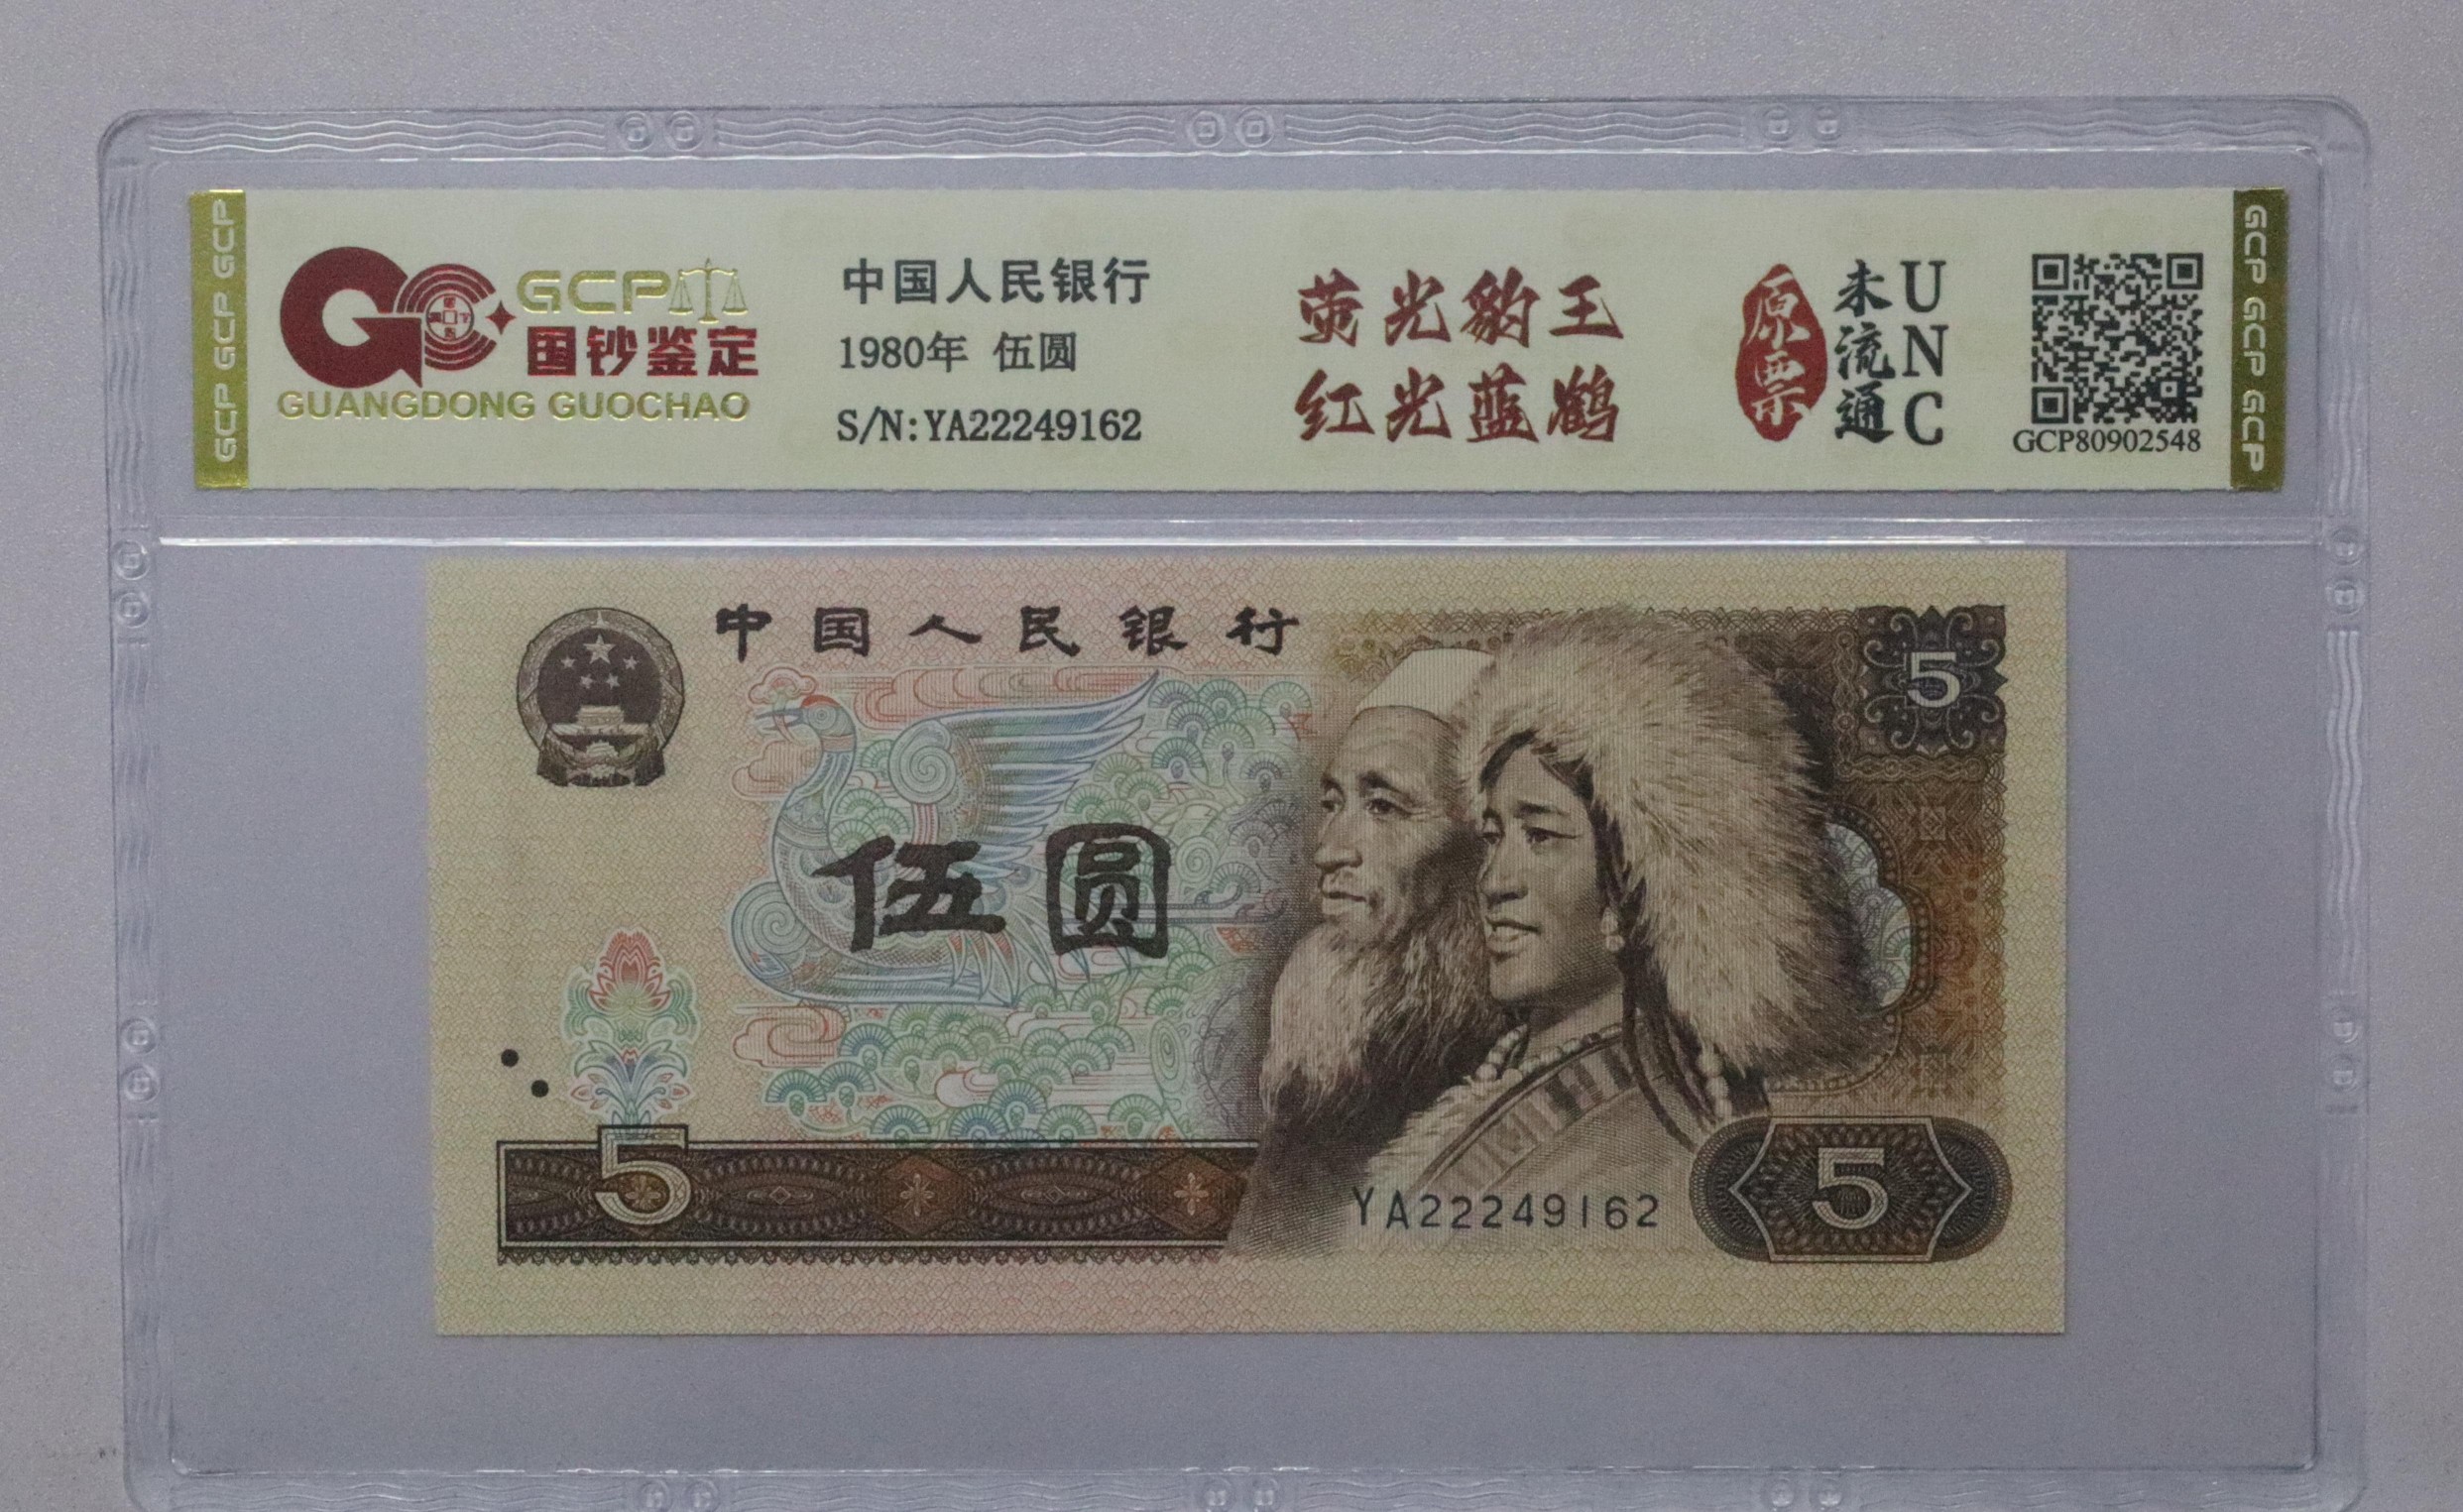 GCP GCP GCP
GCP
国钞鉴定
GUANGDONG GUOCHAO
中国人民银行
1980年 伍圆
S/N:YA22249162
荧光豹王
红光蓝鹤
原票
未流通
UNC
GCP80902548
GCP GCP GCP
中国人民银行
5
伍圆
5
YA22249162
5